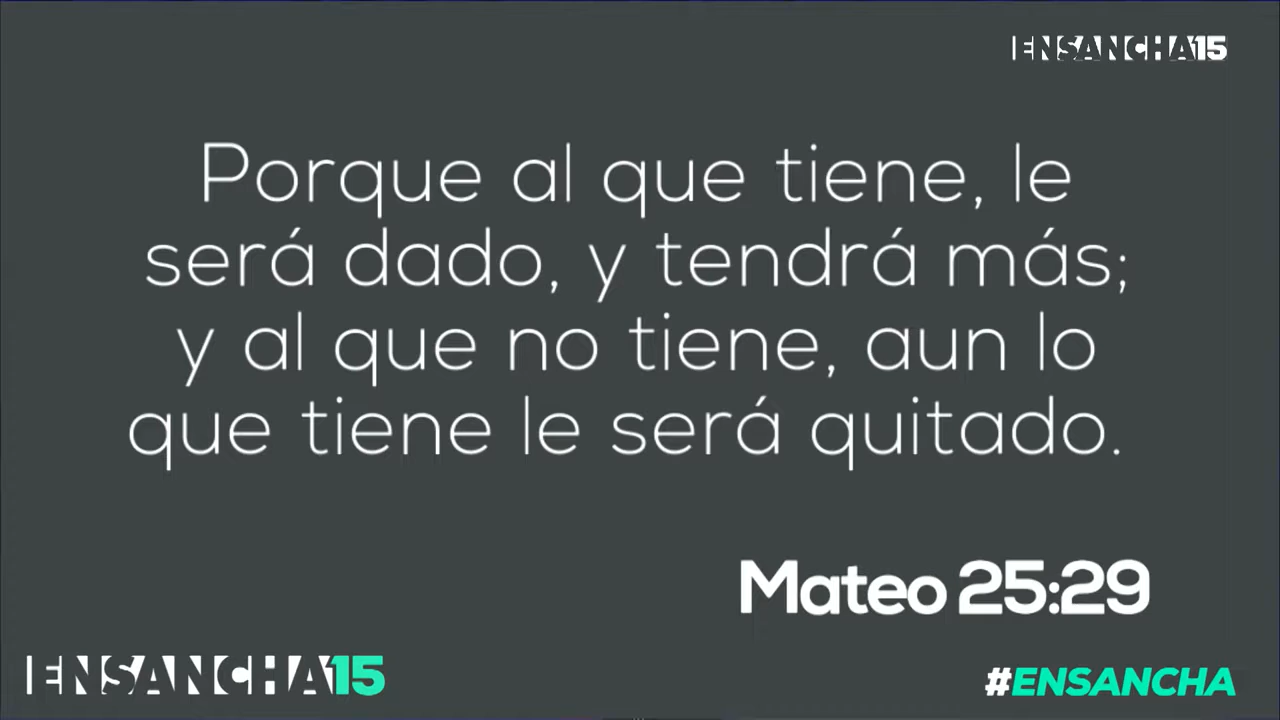 ENSANCHA15
Porque al que tiene, le
será dado, y tendrá más;
y al que no tiene, aun lo
que tiene le será quitado.
Mateo 25:29
ENSANCHA15
#ENSANCHA